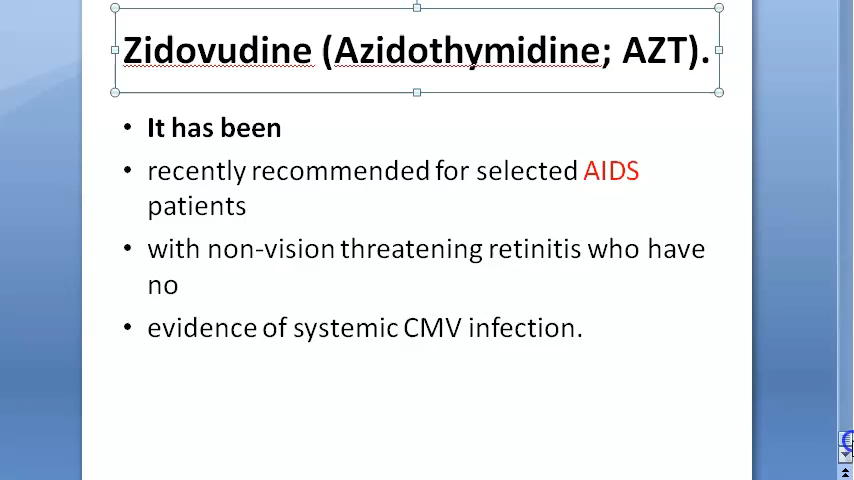 Zidovudine (Azidothymidine; AZT).
• It has been
• recently recommended for selected AIDS
patients
• with non-vision threatening retinitis who have
no
• evidence of systemic CMV infection.